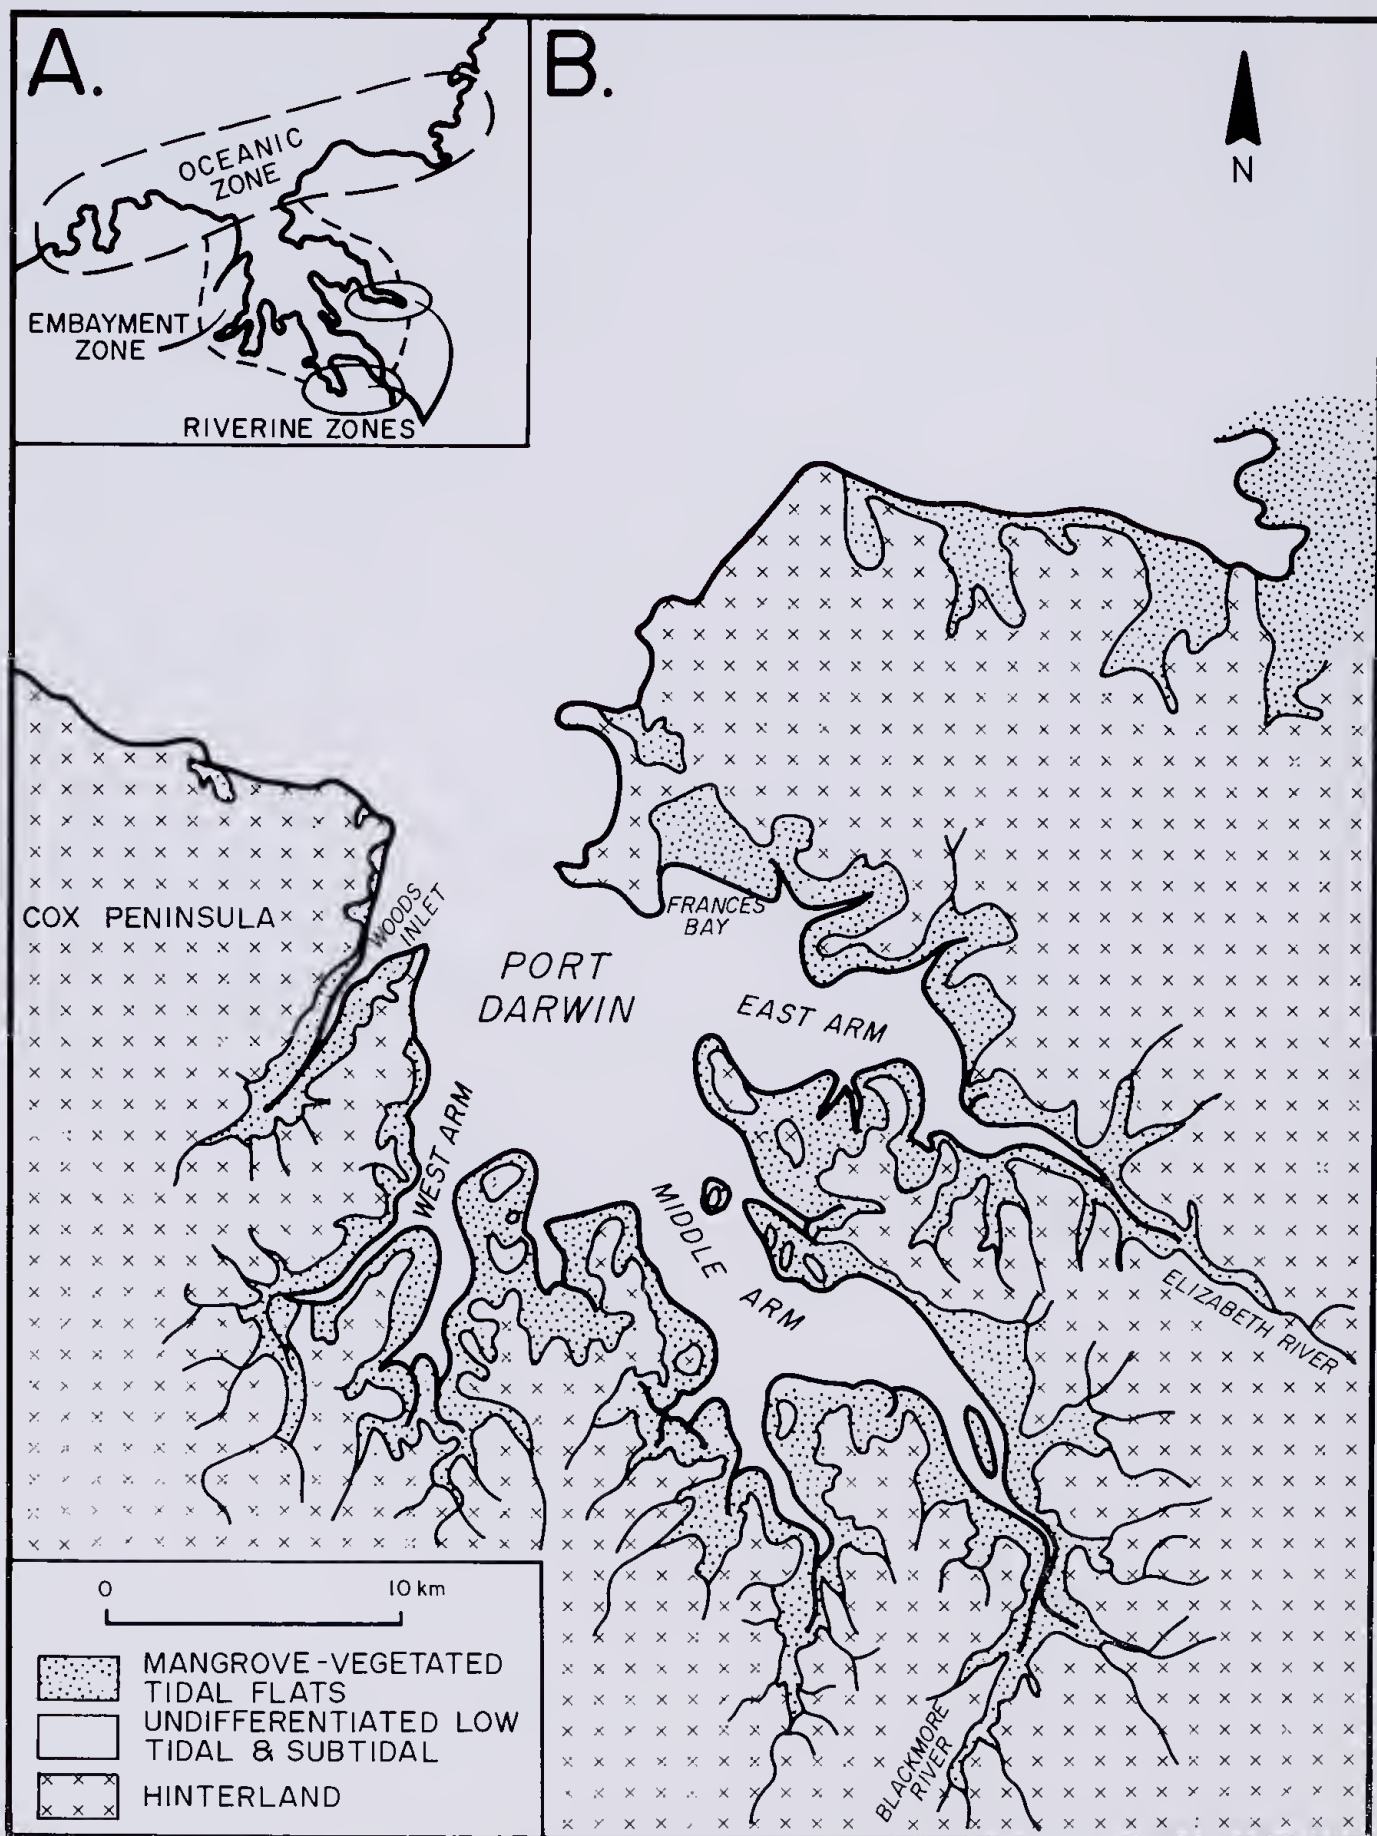 A.
OCEANIC
ZONE
EMBAYMENT
ZONE
RIVERINE ZONES
B.
N
COX PENINSULA
WOODS
INLET
FRANCES
BAY
PORT
DARWIN
EAST ARM
WEST ARM
MIDDLE
ARM
ELIZABETH RIVER
BLACKMORE
RIVER
0 10 km
MANGROVE-VEGETATED
TIDAL FLATS
UNDIFFERENTIATED LOW
TIDAL & SUBTIDAL
HINTERLAND